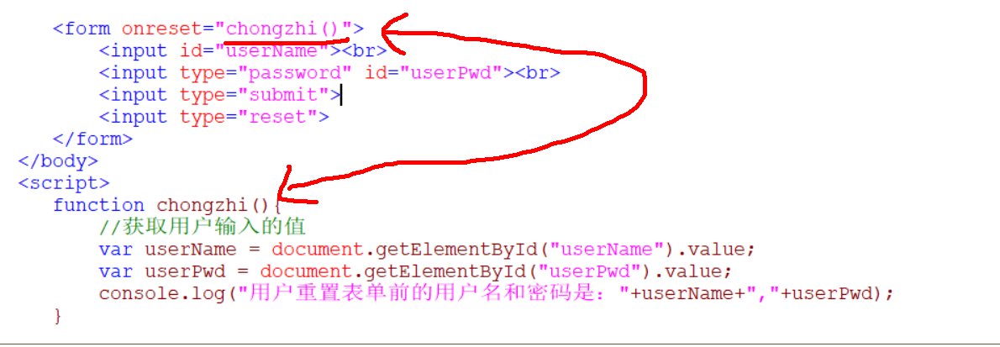 <form onreset="chongzhi()">
<input id="userName"><br>
<input type="password" id="userPwd"><br>
<input type="submit">
<input type="reset">
</form>
</body>
<script>
function chongzhi(){
//获取用户输入的值
var userName = document.getElementById("userName").value;
var userPwd = document.getElementById("userPwd").value;
console.log("用户重置表单前的用户名和密码是："+userName+","+userPwd);
}